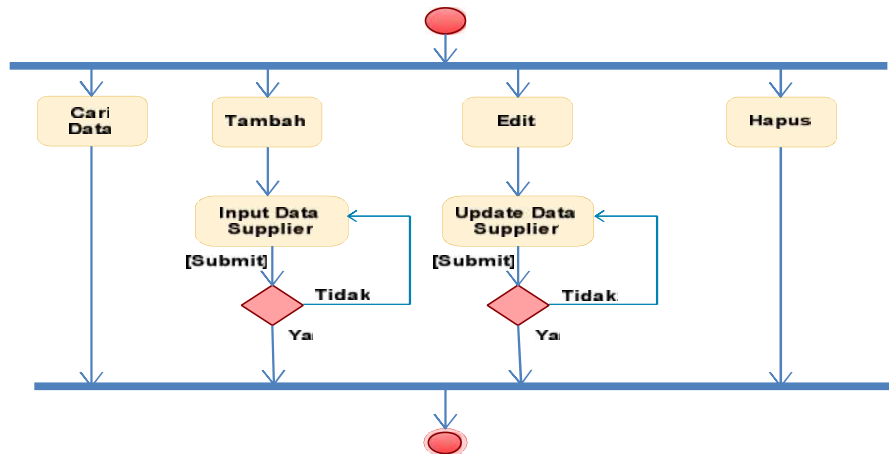 Cari
Data
Tambah
Edit
Hapus
Input Data
Supplier
Update Data
Supplier
[Submit]
[Submit]
Tidak
Tidak
Ya
Ya